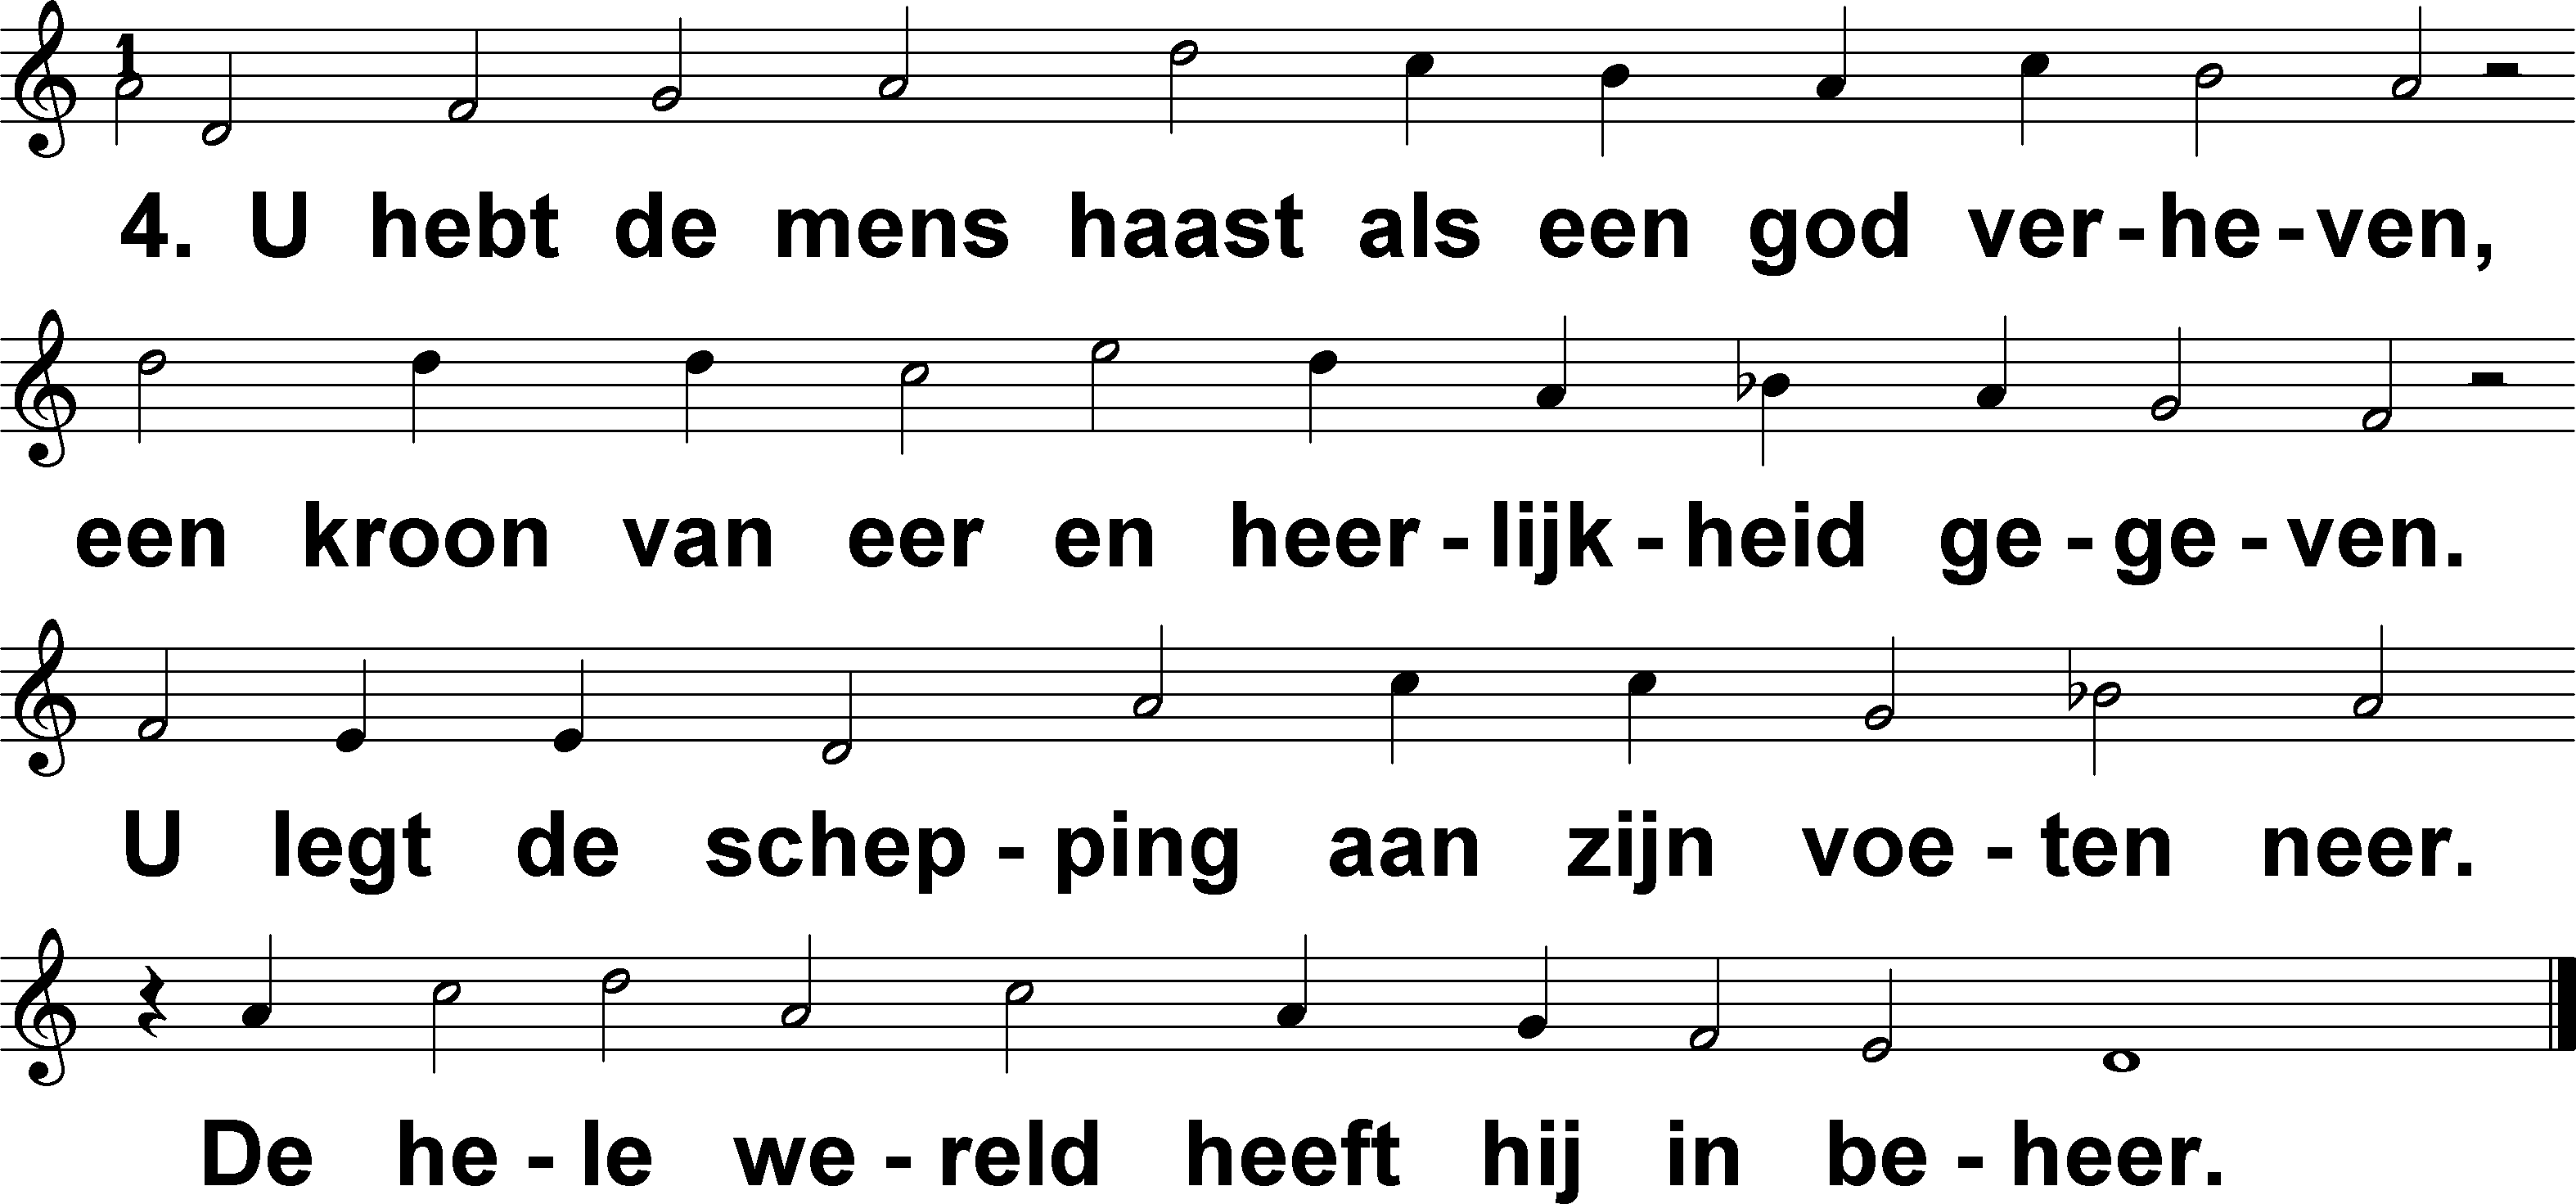 1
4. U hebt de mens haast als een god ver-he-ven,
een kroon van eer en heer-lijk-heid ge-ge-ven.
U legt de schep-ping aan zijn voe-ten neer.
De he-le we-reld heeft hij in be-heer.